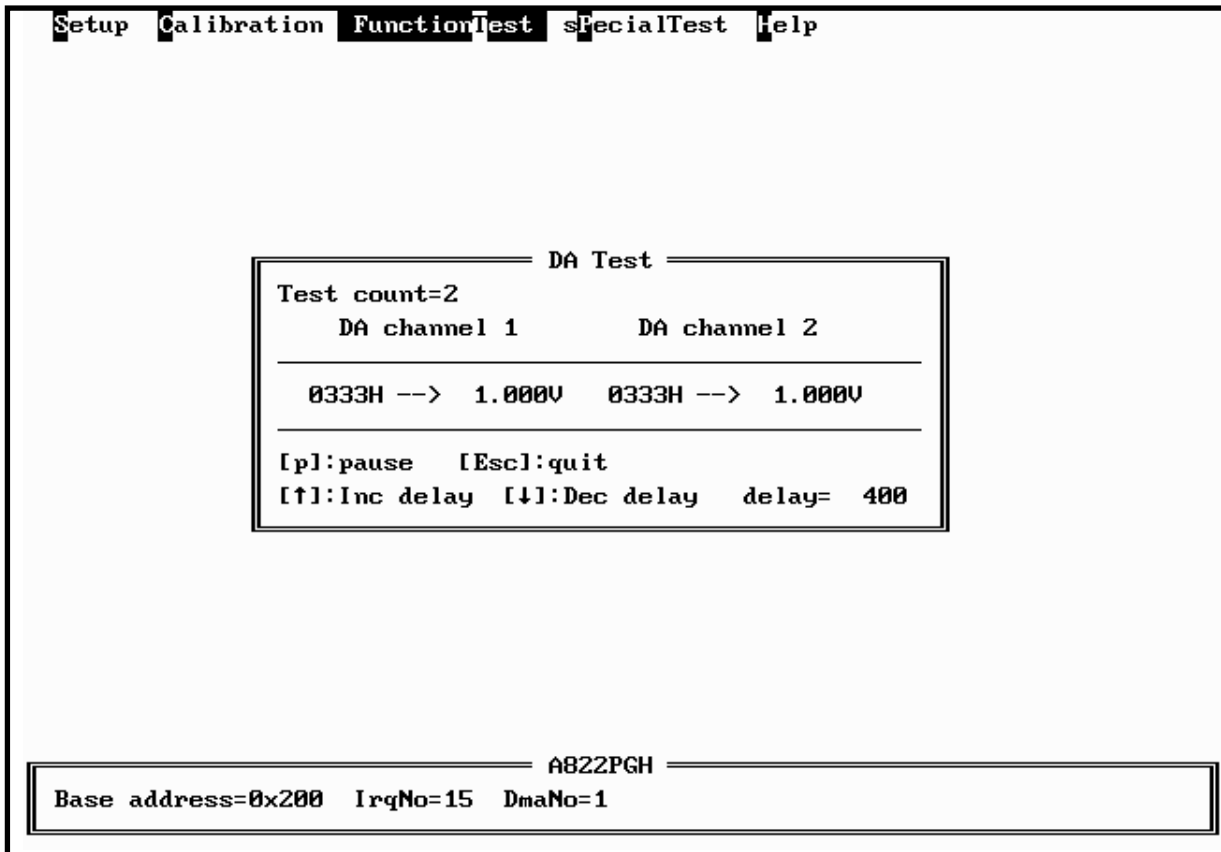 Setup Calibration FunctionTest sPecialTest Help
DA Test
Test count=2
DA channel 1 DA channel 2
0333H --> 1.000V 0333H --> 1.000V
[p]:pause [Esc]:quit
[↑]:Inc delay [↓]:Dec delay delay= 400
A822PGH
Base address=0x200 IrqNo=15 DmaNo=1